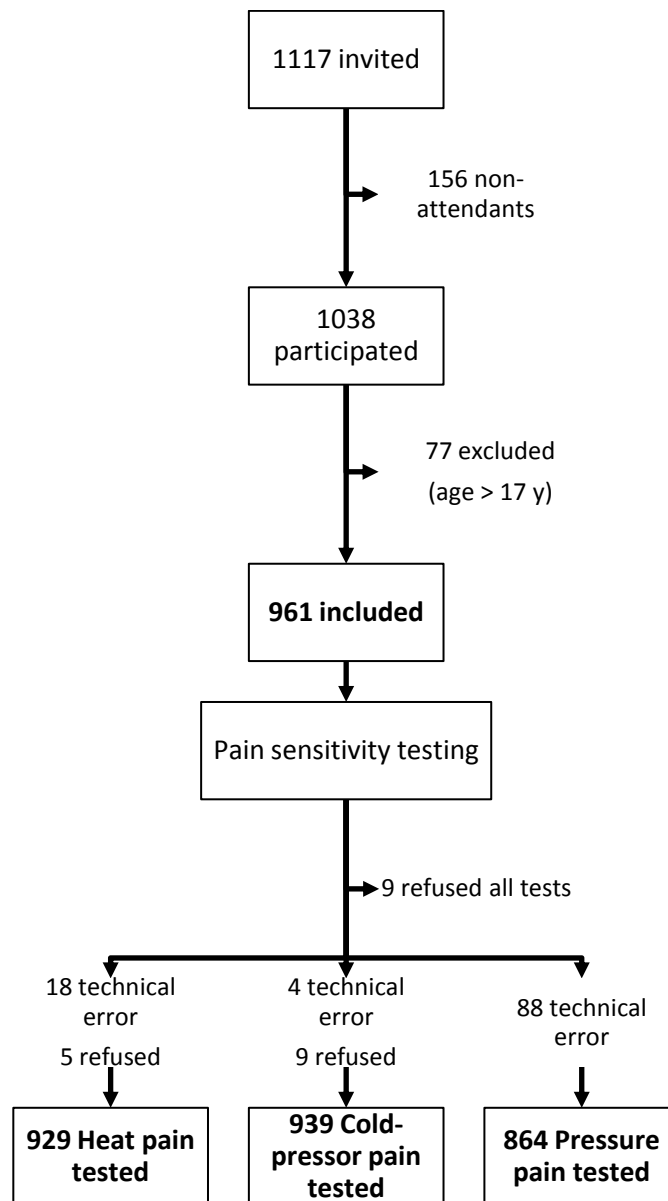 1117 invited
156 non-
attendants
1038
participated
77 excluded
(age > 17 y)
961 included
Pain sensitivity testing
9 refused all tests
18 technical
error
5 refused
4 technical
error
9 refused
88 technical
error
929 Heat pain
tested
939 Cold-
pressor pain
tested
864 Pressure
pain tested